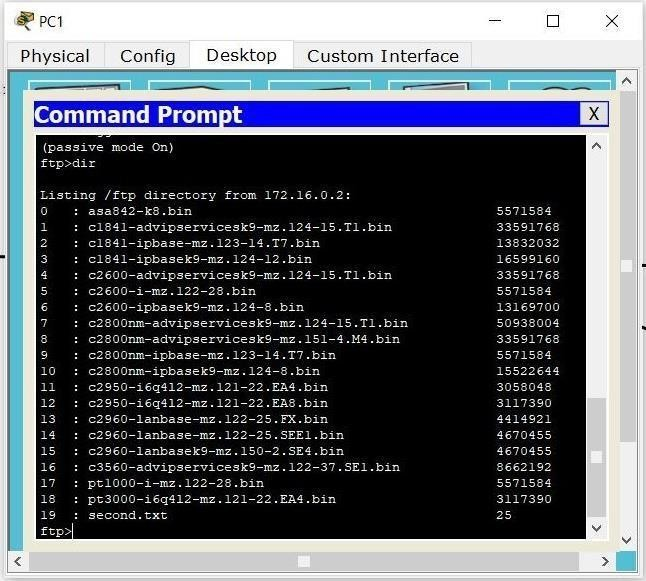 PC1
Physical Config Desktop Custom Interface
Command Prompt X
(passive mode On)
ftp>dir
Listing /ftp directory from 172.16.0.2:
0 : asa842-k8.bin 5571584
1 : c1841-advipservicesk9-mz.124-15.T1.bin 33591768
2 : c1841-ipbase-mz.123-14.T7.bin 13832032
3 : c1841-ipbasek9-mz.124-12.bin 16599160
4 : c2600-advipservicesk9-mz.124-15.T1.bin 33591768
5 : c2600-i-mz.122-28.bin 5571584
6 : c2600-ipbasek9-mz.124-8.bin 13169700
7 : c2800nm-advipservicesk9-mz.124-15.T1.bin 50938004
8 : c2800nm-advipservicesk9-mz.151-4.M4.bin 33591768
9 : c2800nm-ipbase-mz.123-14.T7.bin 5571584
10 : c2800nm-ipbasek9-mz.124-8.bin 15522644
11 : c2950-i6q4l2-mz.121-22.EA4.bin 3058048
12 : c2950-i6q4l2-mz.121-22.EA8.bin 3117390
13 : c2960-lanbase-mz.122-25.FX.bin 4414921
14 : c2960-lanbase-mz.122-25.SEE1.bin 4670455
15 : c2960-lanbasek9-mz.150-2.SE4.bin 4670455
16 : c3560-advipservicesk9-mz.122-37.SE1.bin 8662192
17 : pt1000-i-mz.122-28.bin 5571584
18 : pt3000-i6q4l2-mz.121-22.EA4.bin 3117390
19 : second.txt 25
ftp>